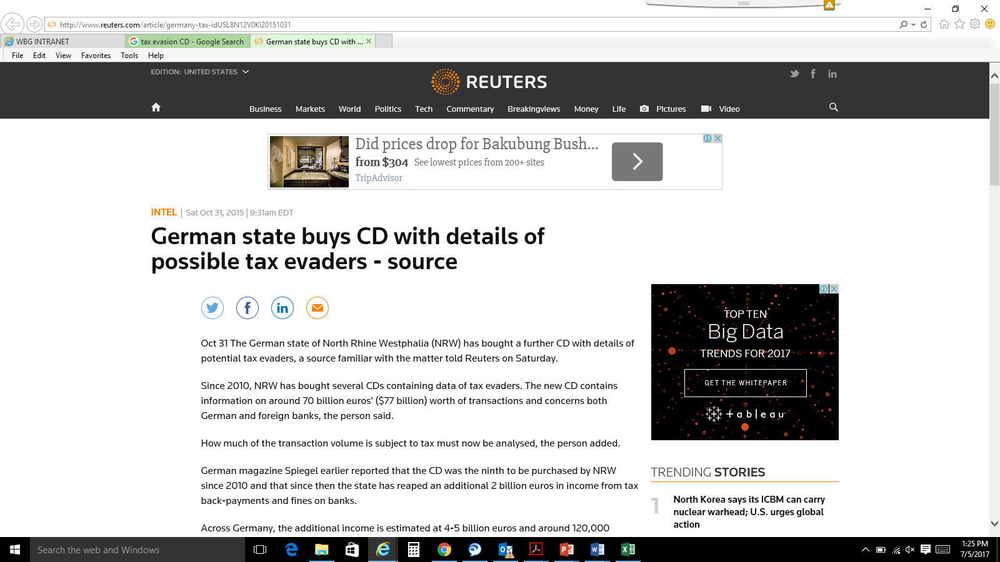 http://www.reuters.com/article/germany-tax-idUSL8N12V0KI20151031
WBG INTRANET
tax evasion CD - Google Search
German state buys CD with ...
File Edit View Favorites Tools Help
EDITION: UNITED STATES
REUTERS
Business Markets World Politics Tech Commentary Breakingviews Money Life Pictures Video
Did prices drop for Bakubung Bush...
from $304 See lowest prices from 200+ sites
TripAdvisor
INTEL | Sat Oct 31, 2015 | 9:31am EDT
German state buys CD with details of
possible tax evaders - source
Oct 31 The German state of North Rhine Westphalia (NRW) has bought a further CD with details of
potential tax evaders, a source familiar with the matter told Reuters on Saturday.
Since 2010, NRW has bought several CDs containing data of tax evaders. The new CD contains
information on around 70 billion euros' ($77 billion) worth of transactions and concerns both
German and foreign banks, the person said.
How much of the transaction volume is subject to tax must now be analysed, the person added.
German magazine Spiegel earlier reported that the CD was the ninth to be purchased by NRW
since 2010 and that since then the state has reaped an additional 2 billion euros in income from tax
back-payments and fines on banks.
Across Germany, the additional income is estimated at 4-5 billion euros and around 120,000
TOP TEN
Big Data
TRENDS FOR 2017
GET THE WHITEPAPER
tableau
TRENDING STORIES
1
North Korea says its ICBM can carry
nuclear warhead; U.S. urges global
action
Search the web and Windows
1:25 PM
7/5/2017